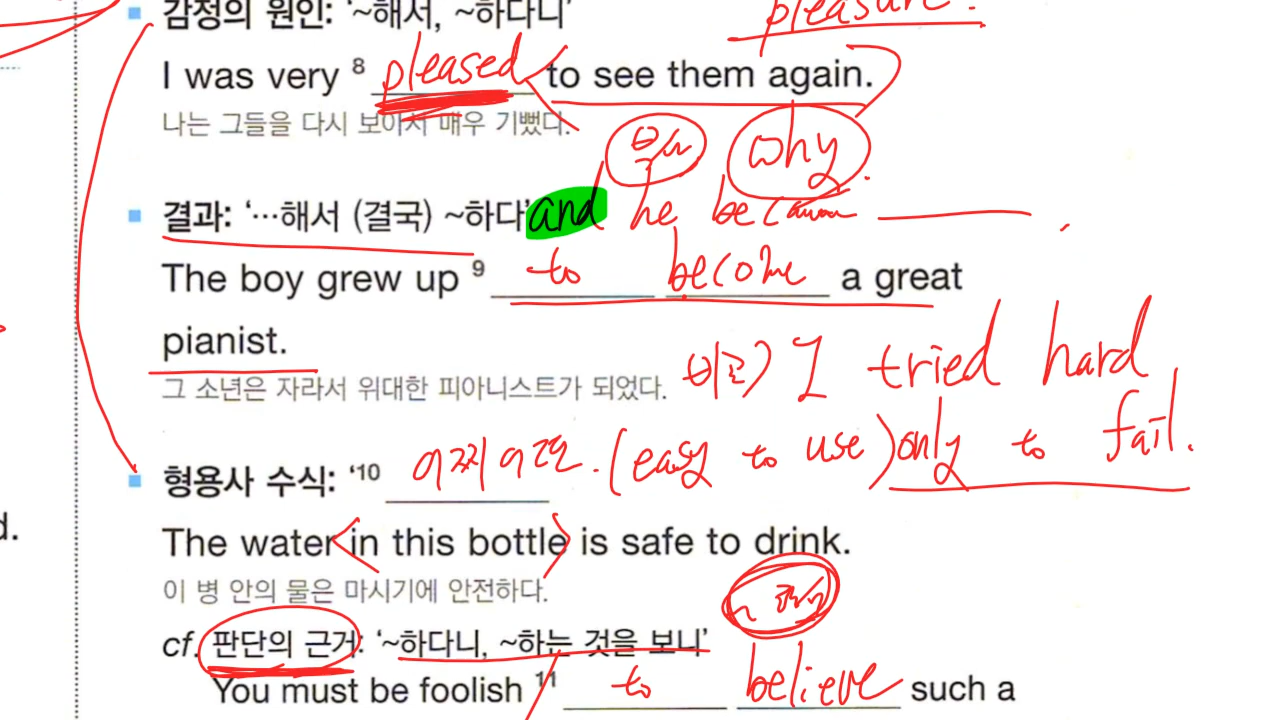 감정의 원인: '~해서, ~하다니'
pleasure.
I was very 8 pleased to see them again.
나는 그들을 다시 보아서 매우 기뻤다.
why
결과: '…해서 (결국) ~하다' and he became
The boy grew up 9 to become a great
pianist.
그 소년은 자라서 위대한 피아니스트가 되었다.
비교) I tried hard
only to fail.
형용사 수식: '10 (easy to use)
The water in this bottle is safe to drink.
이 병 안의 물은 마시기에 안전하다.
d.
cf. 판단의 근거: '~하다니, ~하는 것을 보니'
You must be foolish 11 to believe such a